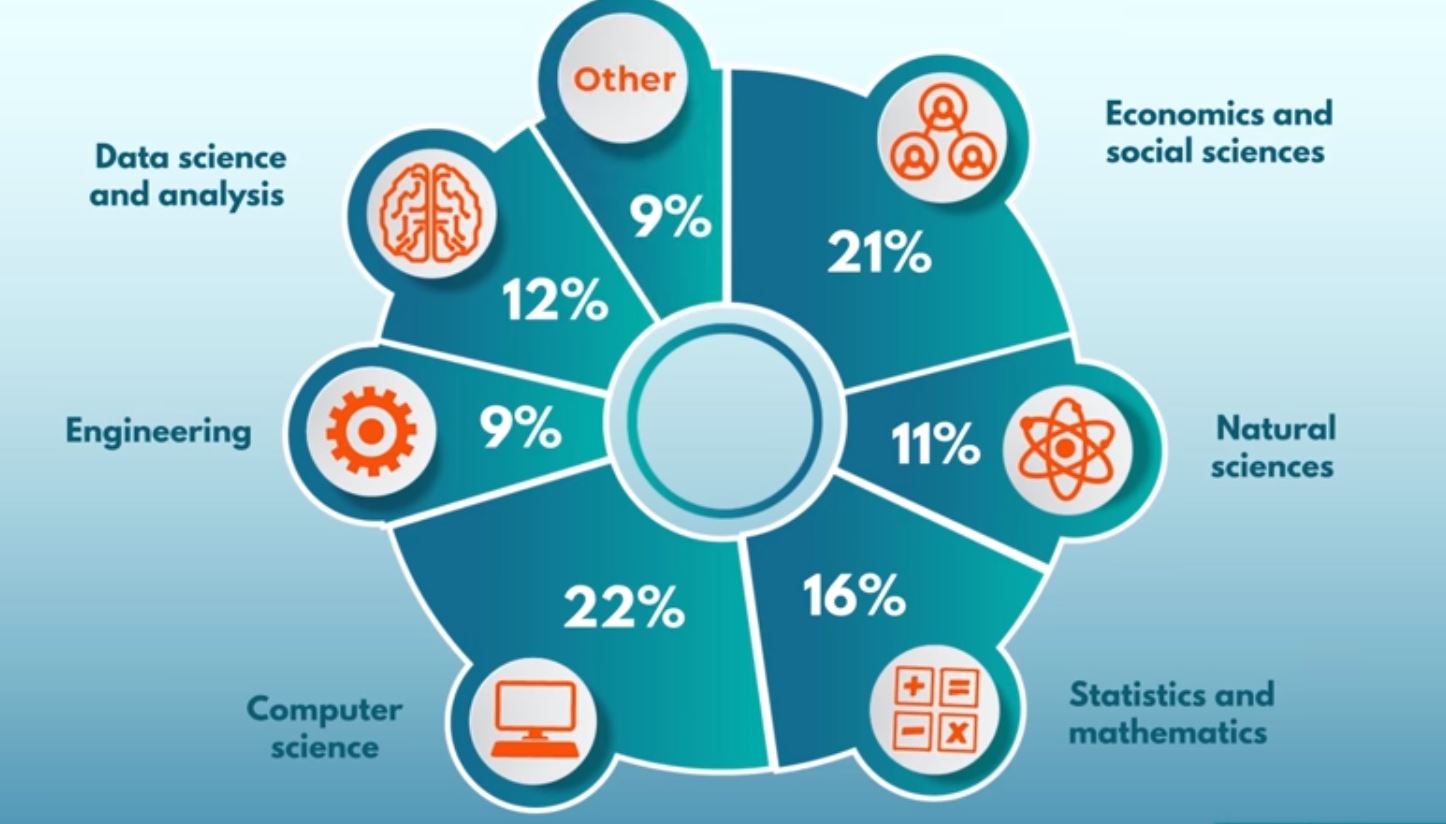 Other
9%
Economics and
social sciences
21%
Natural
sciences
11%
Statistics and
mathematics
16%
Computer
science
22%
Engineering
9%
Data science
and analysis
12%